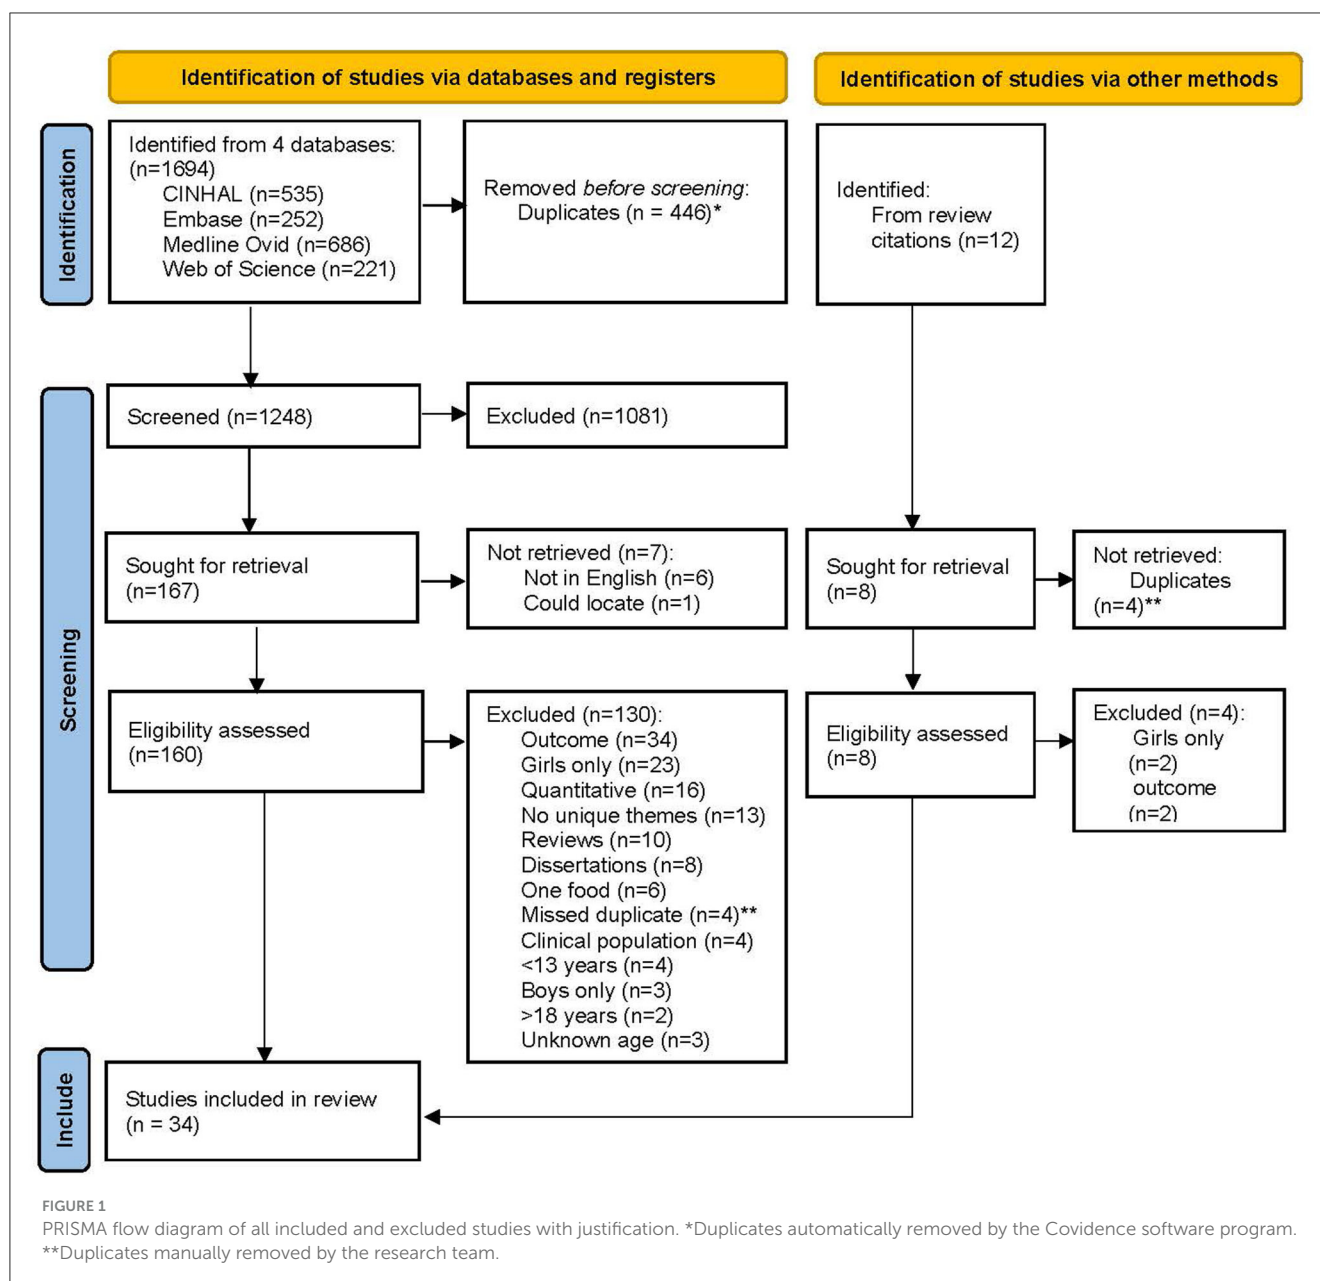 Identification of studies via databases and registers
Identification of studies via other methods
Identification
Identified from 4 databases:
(n=1694)
CINHAL (n=535)
Embase (n=252)
Medline Ovid (n=686)
Web of Science (n=221)
Removed before screening:
Duplicates (n = 446)*
Identified:
From review
citations (n=12)
Screening
Screened (n=1248)
Excluded (n=1081)
Sought for retrieval
(n=167)
Not retrieved (n=7):
Not in English (n=6)
Could locate (n=1)
Sought for retrieval
(n=8)
Not retrieved:
Duplicates
(n=4)**
Eligibility assessed
(n=160)
Excluded (n=130):
Outcome (n=34)
Girls only (n=23)
Quantitative (n=16)
No unique themes (n=13)
Reviews (n=10)
Dissertations (n=8)
One food (n=6)
Missed duplicate (n=4)**
Clinical population (n=4)
<13 years (n=4)
Boys only (n=3)
>18 years (n=2)
Unknown age (n=3)
Eligibility assessed
(n=8)
Excluded (n=4):
Girls only
(n=2)
outcome
(n=2)
Include
Studies included in review
(n = 34)
FIGURE 1
PRISMA flow diagram of all included and excluded studies with justification. *Duplicates automatically removed by the Covidence software program.
**Duplicates manually removed by the research team.